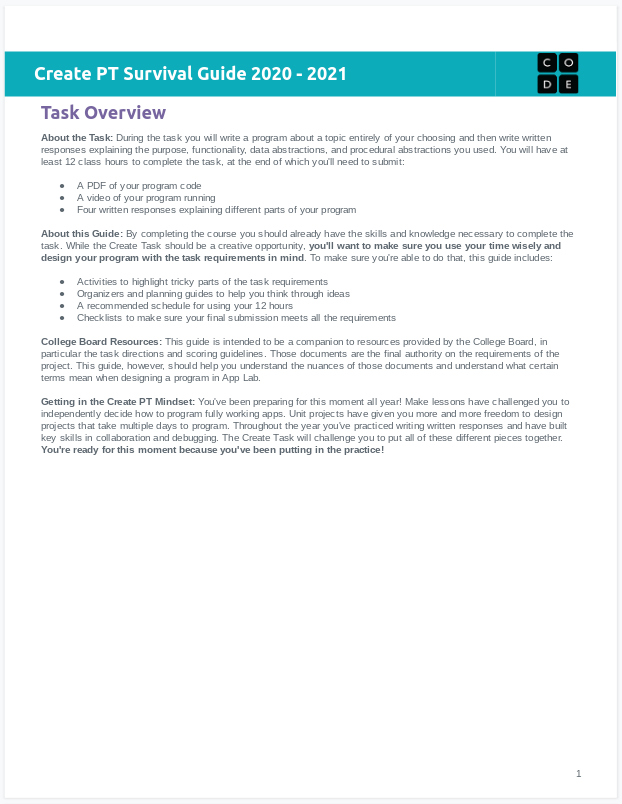 Create PT Survival Guide 2020 - 2021
C O
D E
Task Overview
About the Task: During the task you will write a program about a topic entirely of your choosing and then write written
responses explaining the purpose, functionality, data abstractions, and procedural abstractions you used. You will have at
least 12 class hours to complete the task, at the end of which you'll need to submit:
● A PDF of your program code
● A video of your program running
● Four written responses explaining different parts of your program
About this Guide: By completing the course you should already have the skills and knowledge necessary to complete the
task. While the Create Task should be a creative opportunity, you'll want to make sure you use your time wisely and
design your program with the task requirements in mind. To make sure you're able to do that, this guide includes:
● Activities to highlight tricky parts of the task requirements
● Organizers and planning guides to help you think through ideas
● A recommended schedule for using your 12 hours
● Checklists to make sure your final submission meets all the requirements
College Board Resources: This guide is intended to be a companion to resources provided by the College Board, in
particular the task directions and scoring guidelines. Those documents are the final authority on the requirements of the
project. This guide, however, should help you understand the nuances of those documents and understand what certain
terms mean when designing a program in App Lab.
Getting in the Create PT Mindset: You've been preparing for this moment all year! Make lessons have challenged you to
independently decide how to program fully working apps. Unit projects have given you more and more freedom to design
projects that take multiple days to program. Throughout the year you've practiced writing written responses and have built
key skills in collaboration and debugging. The Create Task will challenge you to put all of these different pieces together.
You're ready for this moment because you've been putting in the practice!
1